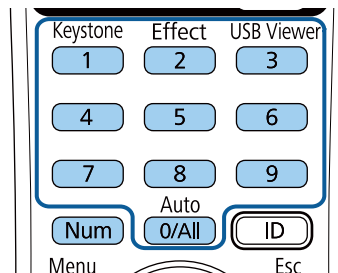 Keystone Effect USB Viewer
1 2 3
4 5 6
7 8 9
Auto
Num 0/All ID
Menu Esc